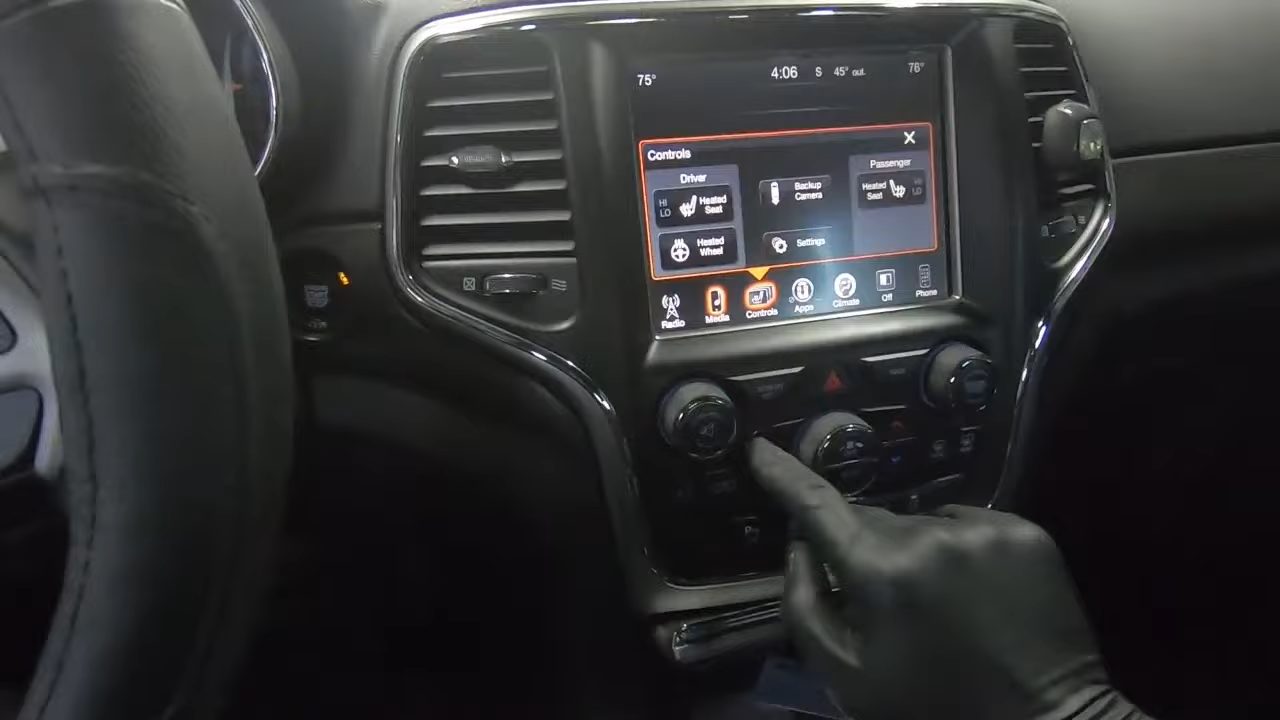 75°
4:06
S
45° out.
76°
Controls
X
Driver
HI
LO
Heated
Seat
Heated
Wheel
Backup
Camera
Settings
Passenger
Heated
Seat
HI
LO
Radio
Media
Controls
Apps
Climate
Off
Phone